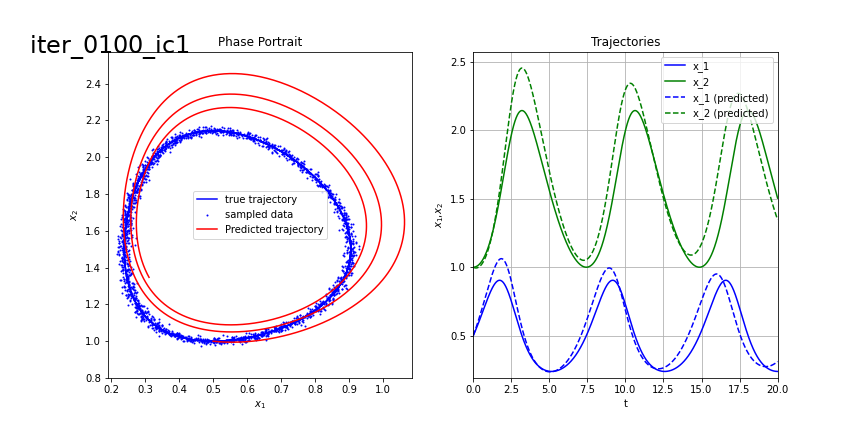 iter_0100_ic1
Phase Portrait
x₂
2.4
2.2
2.0
1.8
1.6
1.4
1.2
1.0
0.8
true trajectory
sampled data
Predicted trajectory
0.2 0.3 0.4 0.5 0.6 0.7 0.8 0.9 1.0
x₁
Trajectories
x₁,x₂
2.5
2.0
1.5
1.0
0.5
x_1
x_2
x_1 (predicted)
x_2 (predicted)
0.0 2.5 5.0 7.5 10.0 12.5 15.0 17.5 20.0
t